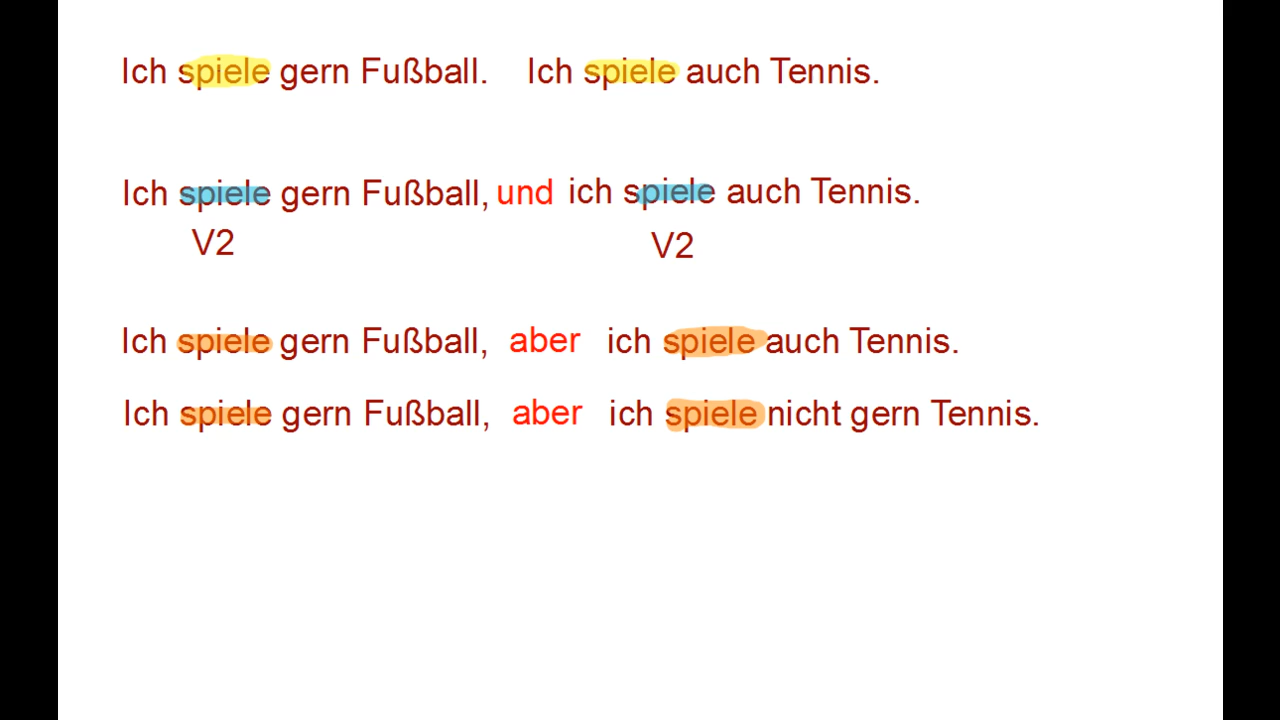 Ich spiele gern Fußball. Ich spiele auch Tennis.
Ich spiele gern Fußball, und ich spiele auch Tennis.
V2 V2
Ich spiele gern Fußball, aber ich spiele auch Tennis.
Ich spiele gern Fußball, aber ich spiele nicht gern Tennis.